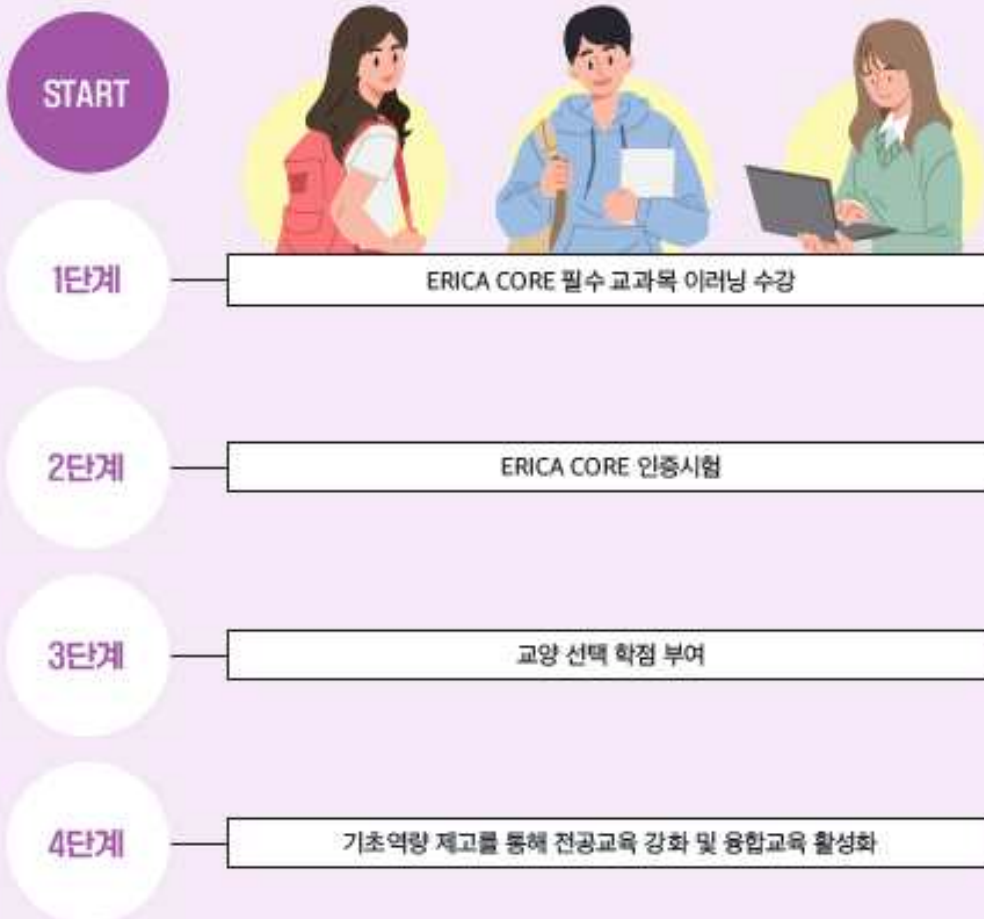 START
1단계
ERICA CORE 필수 교과목 이러닝 수강
2단계
ERICA CORE 인증시험
3단계
교양 선택 학점 부여
4단계
기초역량 제고를 통해 전공교육 강화 및 융합교육 활성화